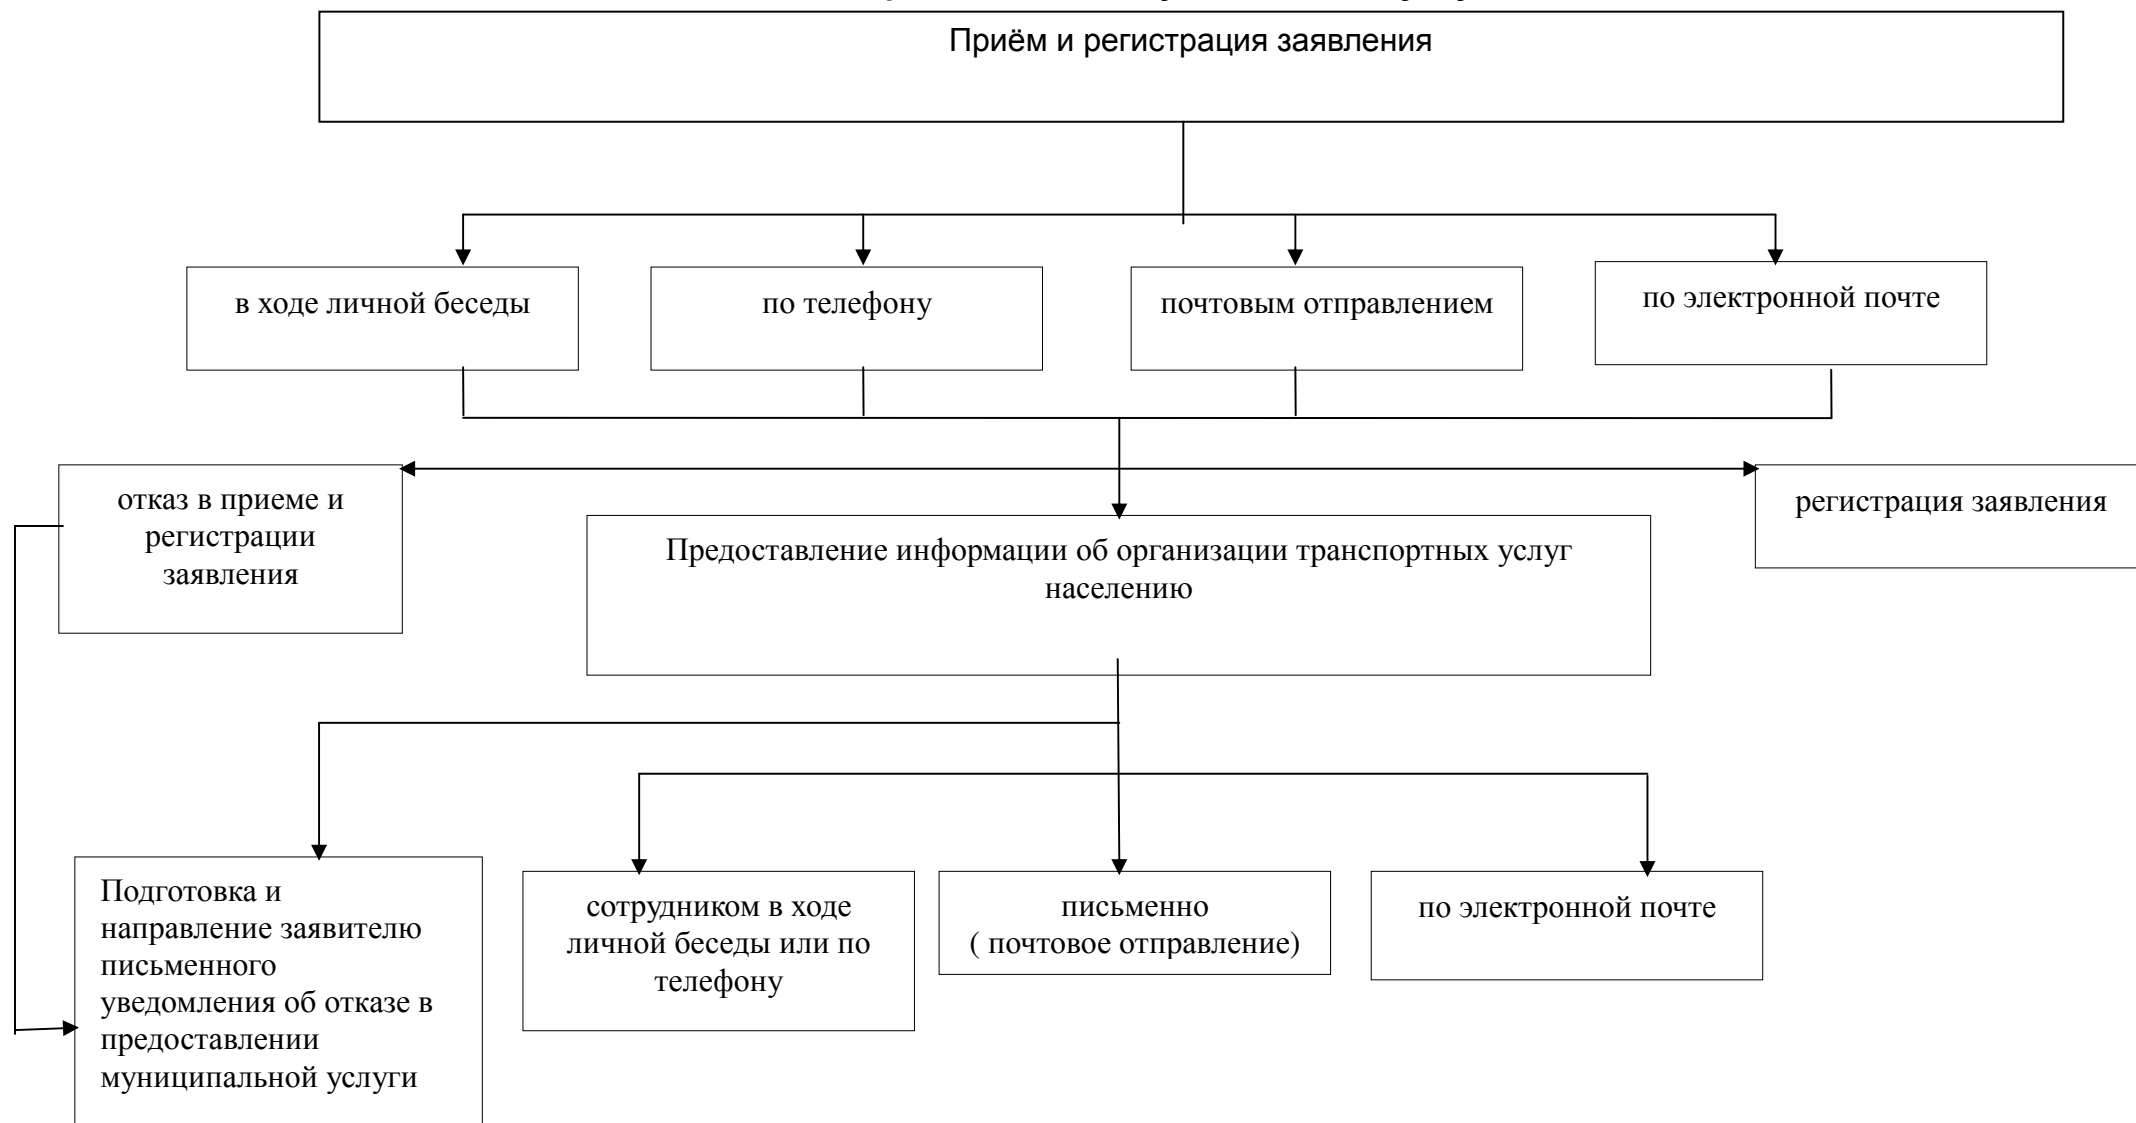 Приём и регистрация заявления
в ходе личной беседы
по телефону
почтовым отправлением
по электронной почте
отказ в приеме и
регистрации
заявления
регистрация заявления
Предоставление информации об организации транспортных услуг
населению
Подготовка и
направление заявителю
письменного
уведомления об отказе в
предоставлении
муниципальной услуги
сотрудником в ходе
личной беседы или по
телефону
письменно
( почтовое отправление)
по электронной почте